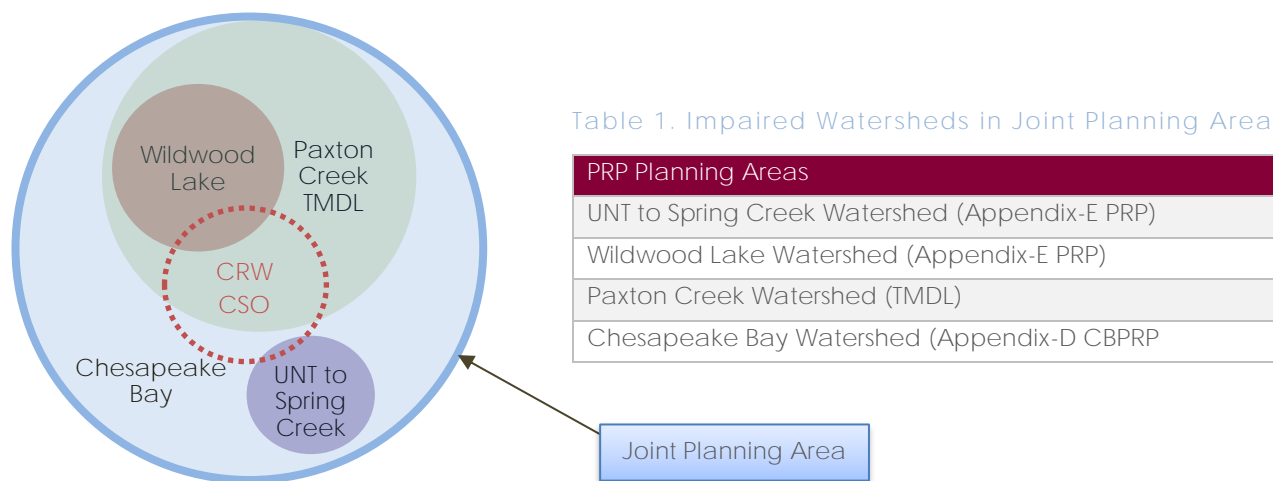 Wildwood
Lake
Paxton
Creek
TMDL
CRW
CSO
Chesapeake
Bay
UNT to
Spring
Creek
Table 1. Impaired Watersheds in Joint Planning Area
PRP Planning Areas
UNT to Spring Creek Watershed (Appendix-E PRP)
Wildwood Lake Watershed (Appendix-E PRP)
Paxton Creek Watershed (TMDL)
Chesapeake Bay Watershed (Appendix-D CBPRP
Joint Planning Area